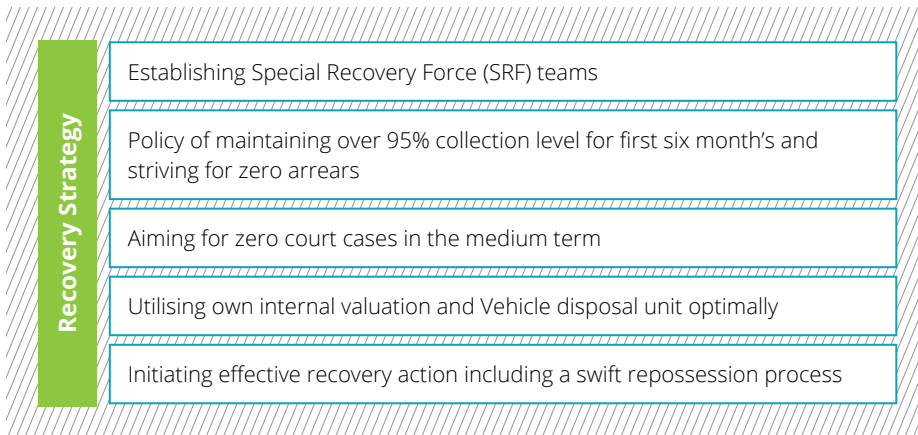 Recovery Strategy
Establishing Special Recovery Force (SRF) teams
Policy of maintaining over 95% collection level for first six month's and
striving for zero arrears
Aiming for zero court cases in the medium term
Utilising own internal valuation and Vehicle disposal unit optimally
Initiating effective recovery action including a swift repossession process